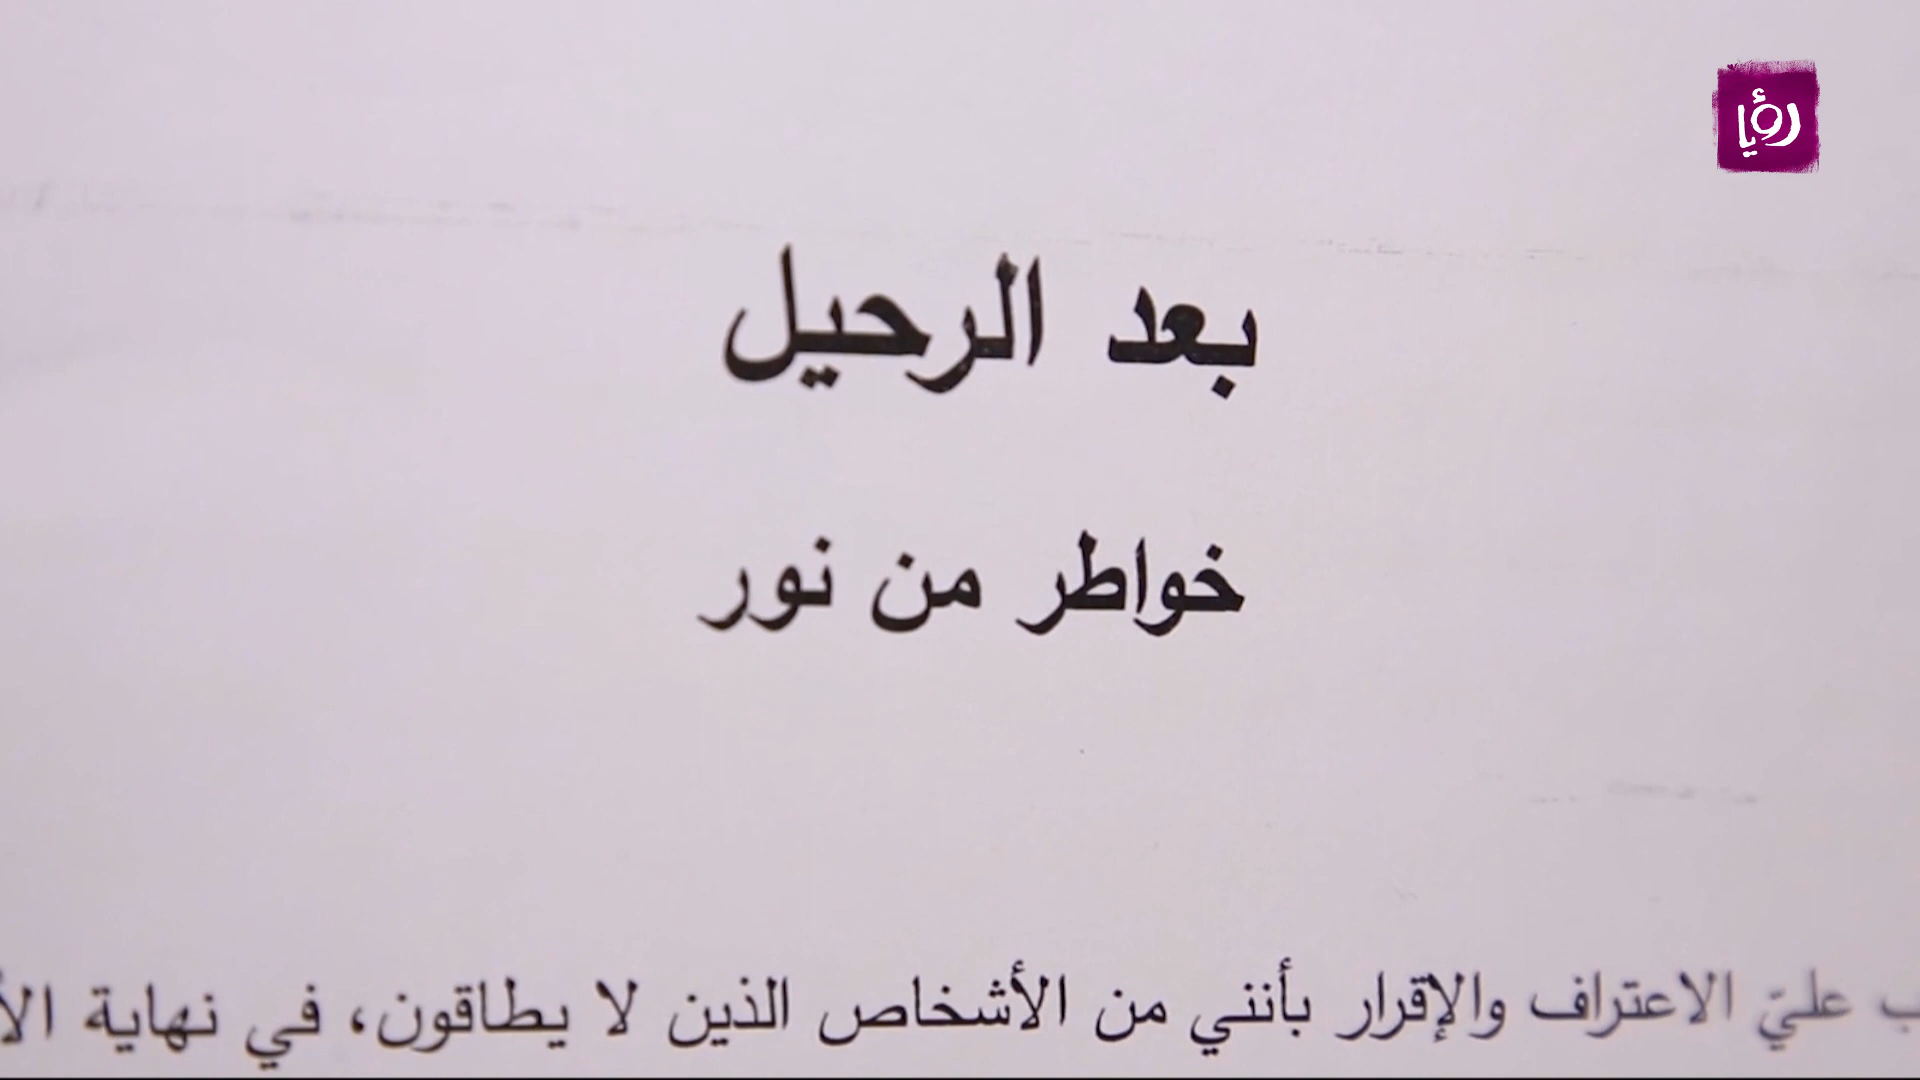 رؤيا
بعد الرحيل
خواطر من نور
عليّ الاعتراف والإقرار بأنني من الأشخاص الذين لا يطاقون، في نهاية